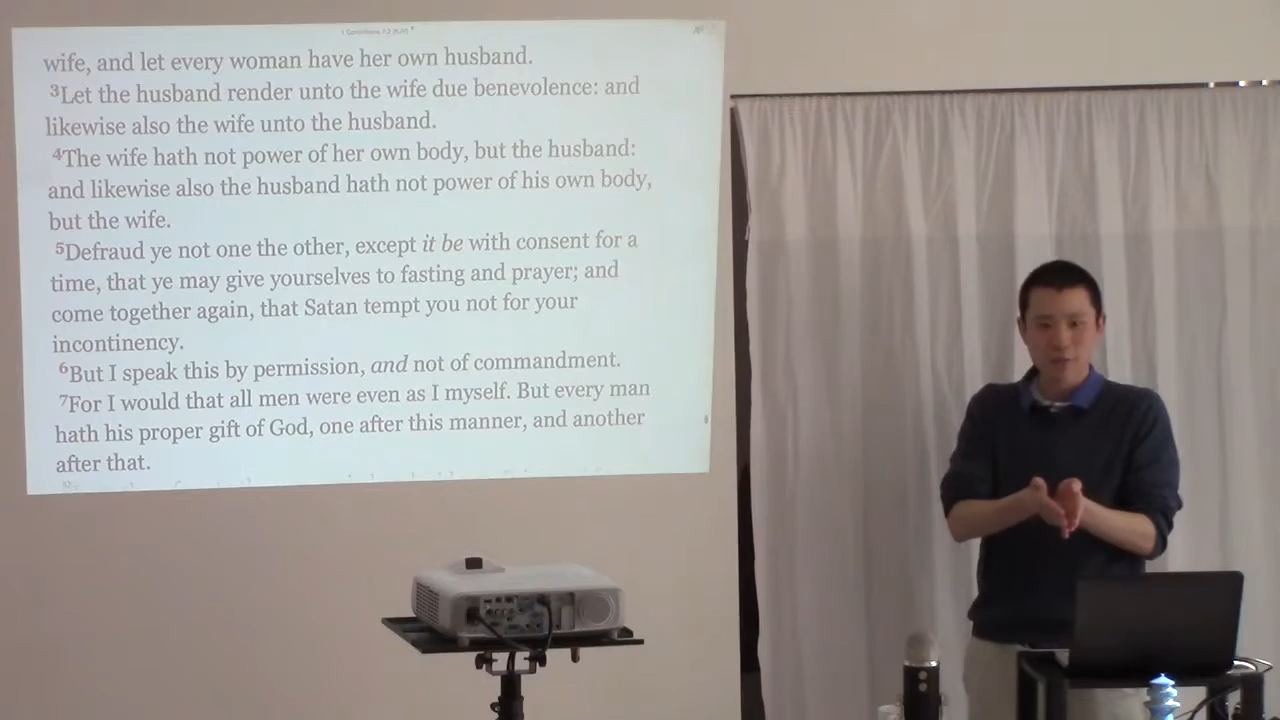 1 Corinthians 7:2 (KJV)
wife, and let every woman have her own husband.
³Let the husband render unto the wife due benevolence: and
likewise also the wife unto the husband.
⁴The wife hath not power of her own body, but the husband:
and likewise also the husband hath not power of his own body,
but the wife.
⁵Defraud ye not one the other, except it be with consent for a
time, that ye may give yourselves to fasting and prayer; and
come together again, that Satan tempt you not for your
incontinency.
⁶But I speak this by permission, and not of commandment.
⁷For I would that all men were even as I myself. But every man
hath his proper gift of God, one after this manner, and another
after that.